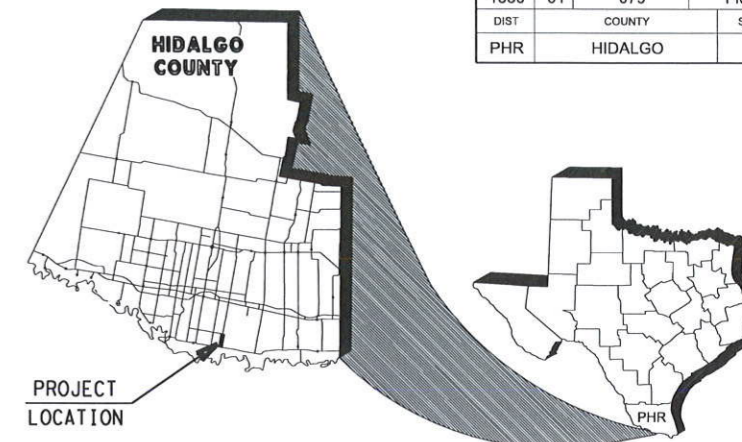 DIST COUNTY
PHR HIDALGO
HIDALGO
COUNTY
PROJECT
LOCATION
PHR